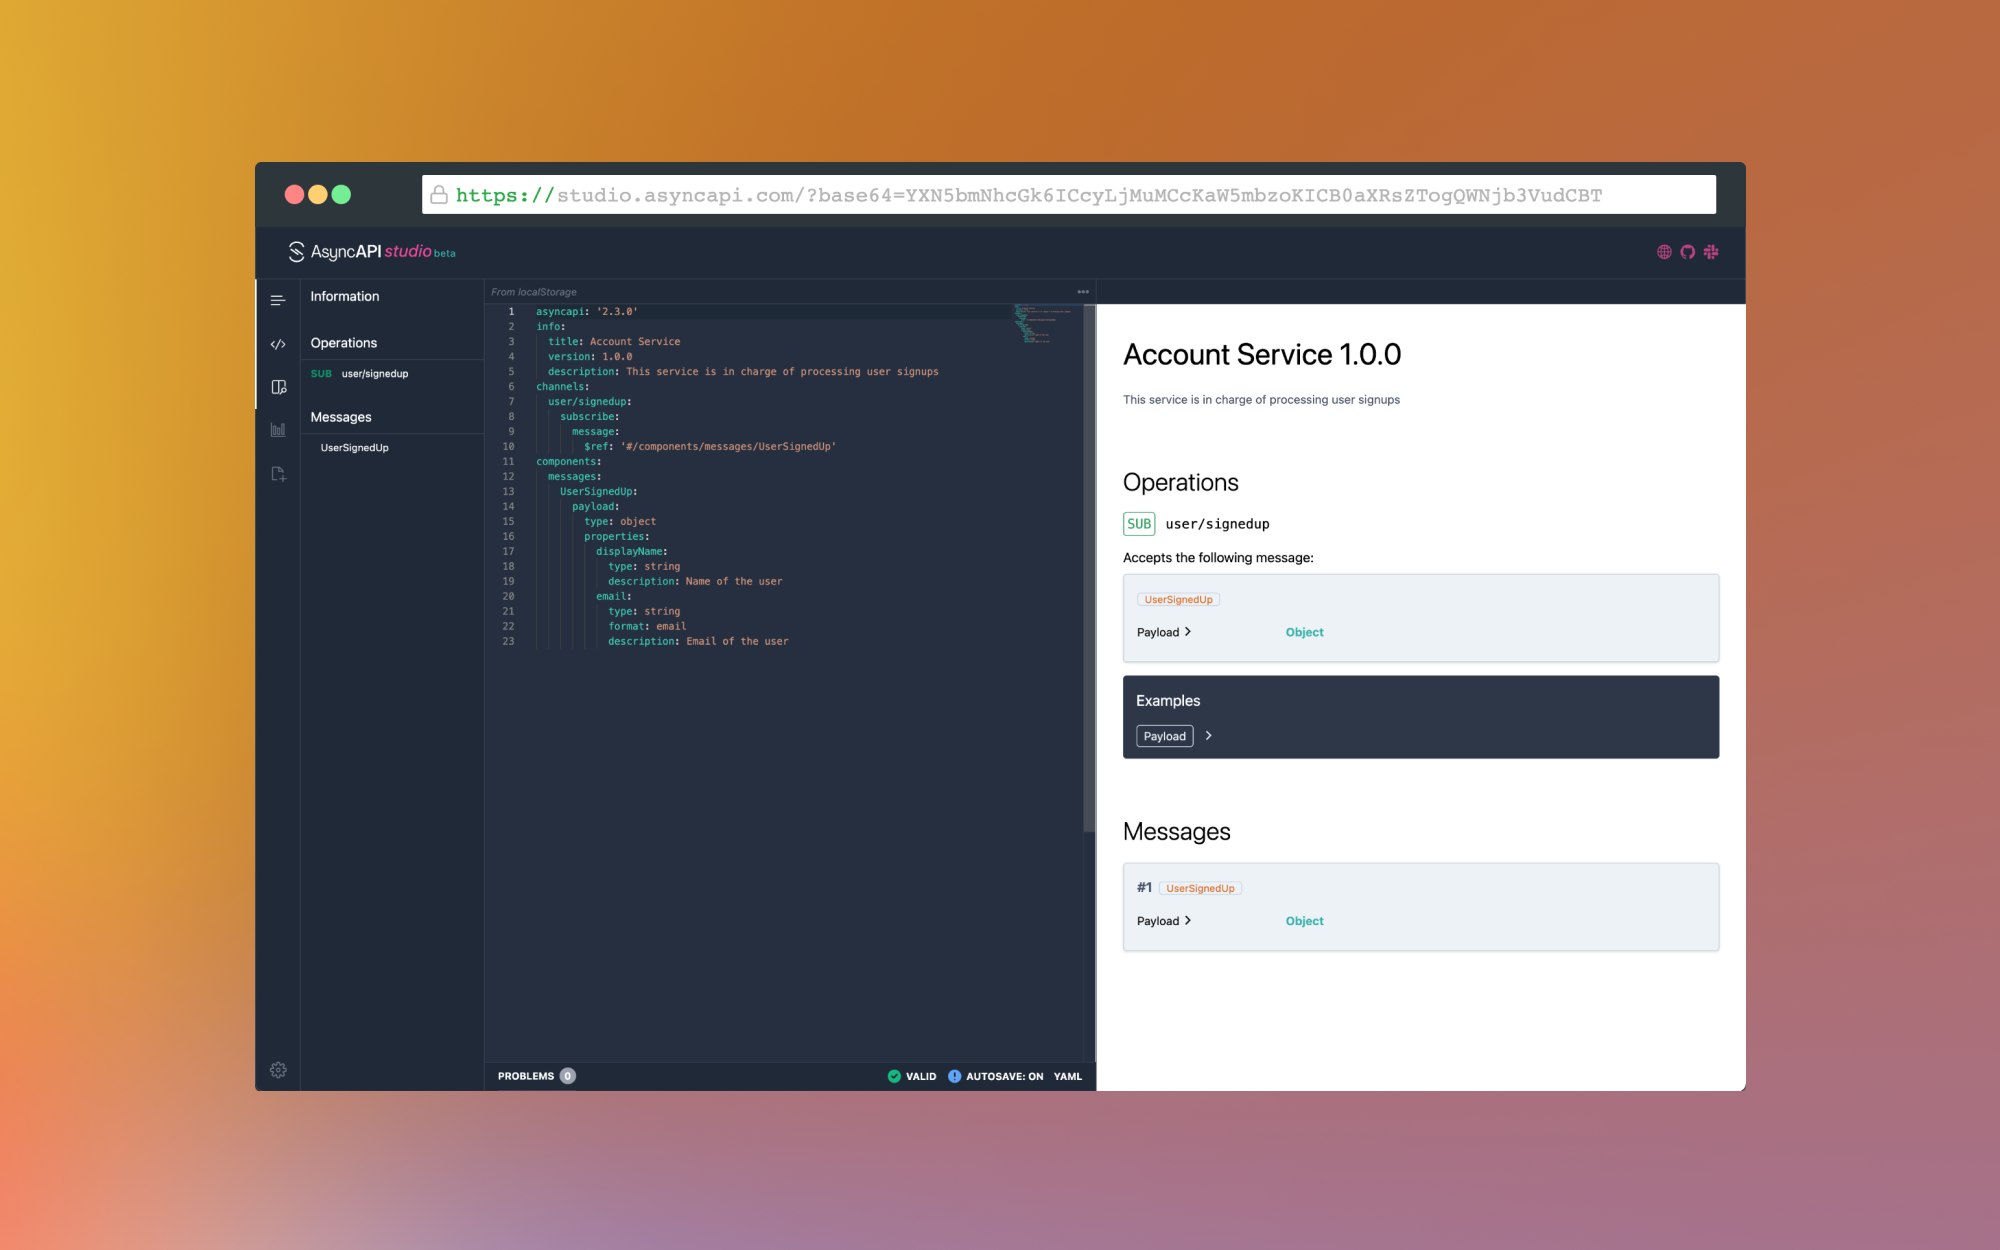 https://studio.asyncapi.com/?base64=YXN5bmNhcGk6ICcyLjMuMCcKaW5mbzoKICB0aXRsZTogQWNjb3VudCBT
AsyncAPI studio beta
Information
Operations
SUB user/signedup
Messages
UserSignedUp
From localStorage
1 asyncapi: '2.3.0'
2 info:
3 title: Account Service
4 version: 1.0.0
5 description: This service is in charge of processing user signups
6 channels:
7 user/signedup:
8 subscribe:
9 message:
10 $ref: '#/components/messages/UserSignedUp'
11 components:
12 messages:
13 UserSignedUp:
14 payload:
15 type: object
16 properties:
17 displayName:
18 type: string
19 description: Name of the user
20 email:
21 type: string
22 format: email
23 description: Email of the user
PROBLEMS 0
VALID
AUTOSAVE: ON
YAML
Account Service 1.0.0
This service is in charge of processing user signups
Operations
SUB user/signedup
Accepts the following message:
UserSignedUp
Payload Object
Examples
Payload
Messages
#1 UserSignedUp
Payload Object